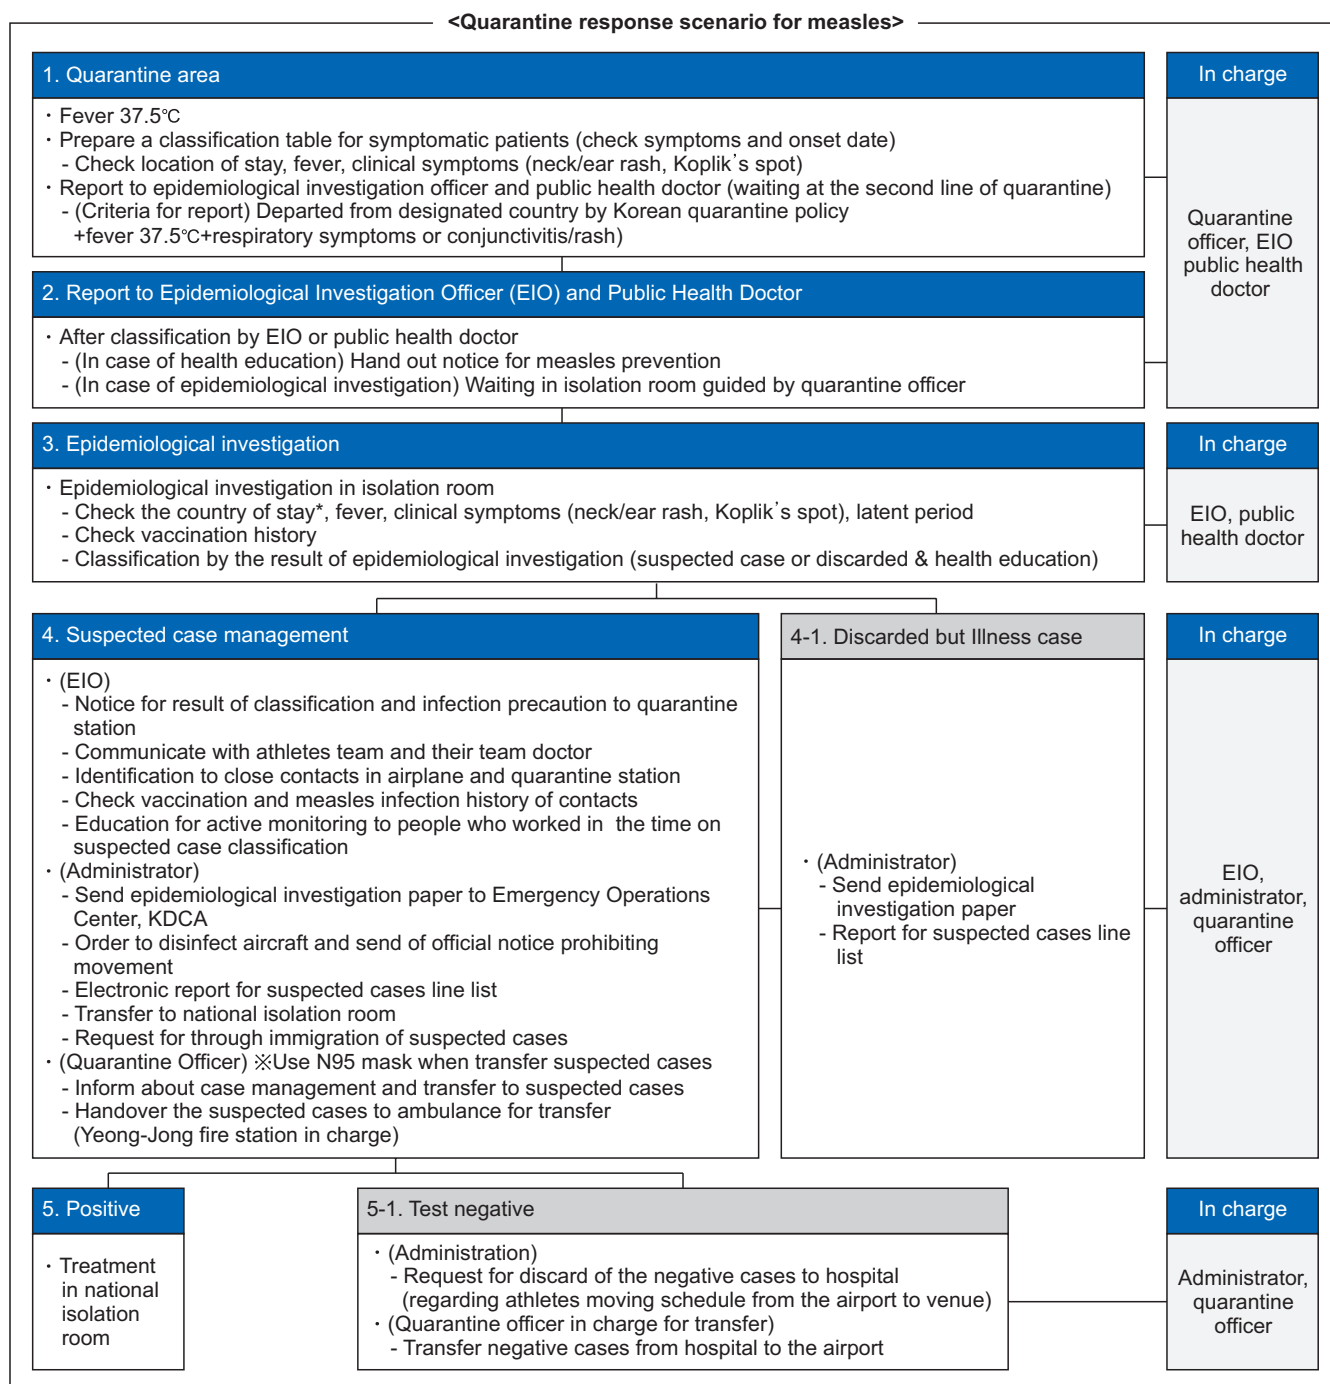 <Quarantine response scenario for measles>
1. Quarantine area
· Fever 37.5℃
· Prepare a classification table for symptomatic patients (check symptoms and onset date)
- Check location of stay, fever, clinical symptoms (neck/ear rash, Koplik's spot)
· Report to epidemiological investigation officer and public health doctor (waiting at the second line of quarantine)
- (Criteria for report) Departed from designated country by Korean quarantine policy
+fever 37.5℃+respiratory symptoms or conjunctivitis/rash)
In charge
Quarantine
officer, EIO
public health
doctor
2. Report to Epidemiological Investigation Officer (EIO) and Public Health Doctor
· After classification by EIO or public health doctor
- (In case of health education) Hand out notice for measles prevention
- (In case of epidemiological investigation) Waiting in isolation room guided by quarantine officer
3. Epidemiological investigation
· Epidemiological investigation in isolation room
- Check the country of stay*, fever, clinical symptoms (neck/ear rash, Koplik's spot), latent period
- Check vaccination history
- Classification by the result of epidemiological investigation (suspected case or discarded & health education)
In charge
EIO, public
health doctor
4. Suspected case management
· (EIO)
- Notice for result of classification and infection precaution to quarantine
station
- Communicate with athletes team and their team doctor
- Identification to close contacts in airplane and quarantine station
- Check vaccination and measles infection history of contacts
- Education for active monitoring to people who worked in the time on
suspected case classification
· (Administrator)
- Send epidemiological investigation paper to Emergency Operations
Center, KDCA
- Order to disinfect aircraft and send of official notice prohibiting
movement
- Electronic report for suspected cases line list
- Transfer to national isolation room
- Request for through immigration of suspected cases
· (Quarantine Officer) ※Use N95 mask when transfer suspected cases
- Inform about case management and transfer to suspected cases
- Handover the suspected cases to ambulance for transfer
(Yeong-Jong fire station in charge)
4-1. Discarded but Illness case
· (Administrator)
- Send epidemiological
investigation paper
- Report for suspected cases line
list
In charge
EIO,
administrator,
quarantine
officer
5. Positive
· Treatment
in national
isolation
room
5-1. Test negative
· (Administration)
- Request for discard of the negative cases to hospital
(regarding athletes moving schedule from the airport to venue)
· (Quarantine officer in charge for transfer)
- Transfer negative cases from hospital to the airport
In charge
Administrator,
quarantine
officer